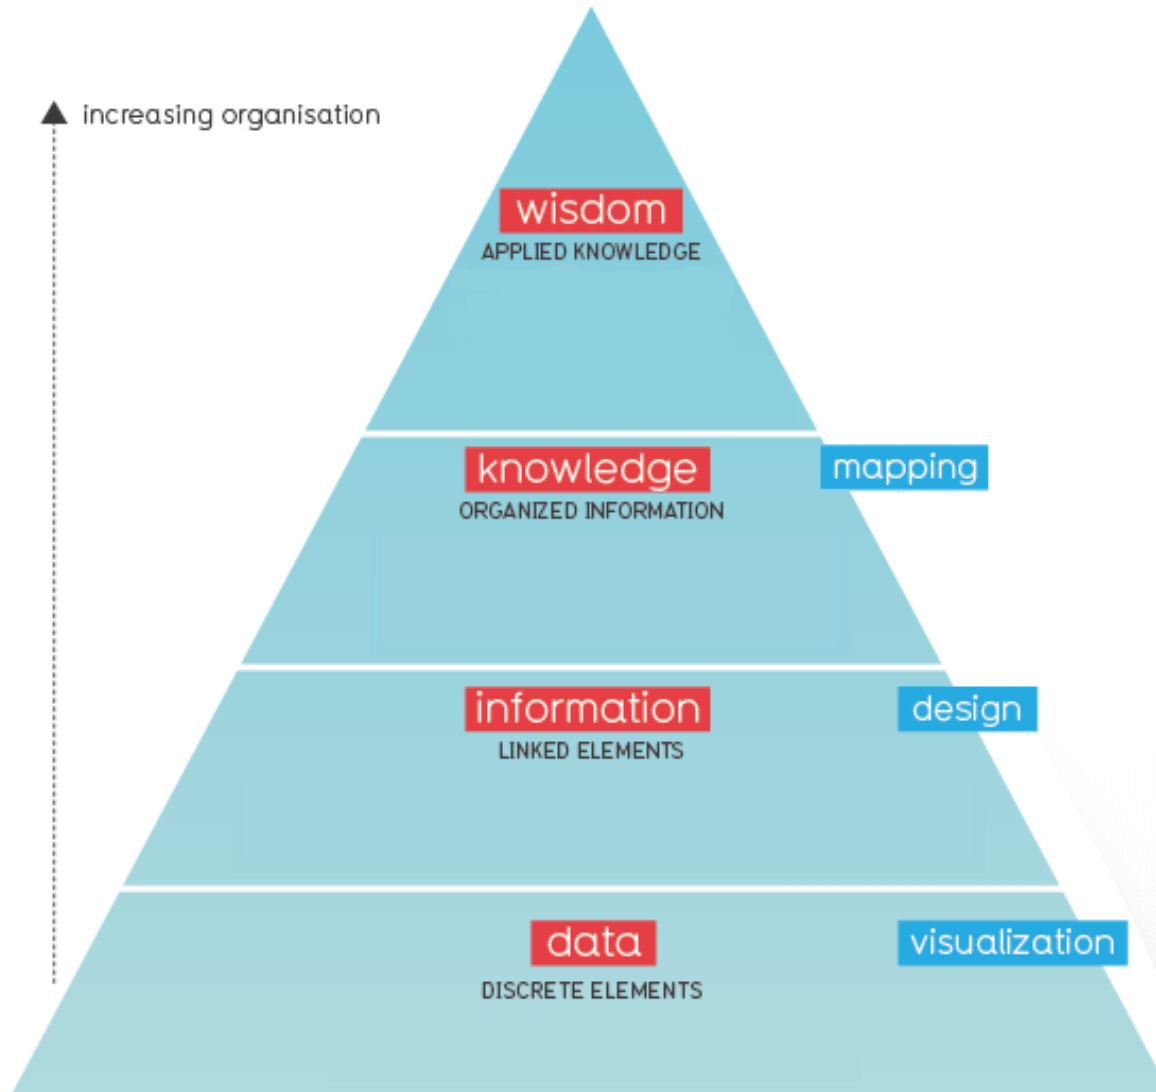 increasing organisation
wisdom
APPLIED KNOWLEDGE
knowledge
mapping
ORGANIZED INFORMATION
information
design
LINKED ELEMENTS
data
visualization
DISCRETE ELEMENTS